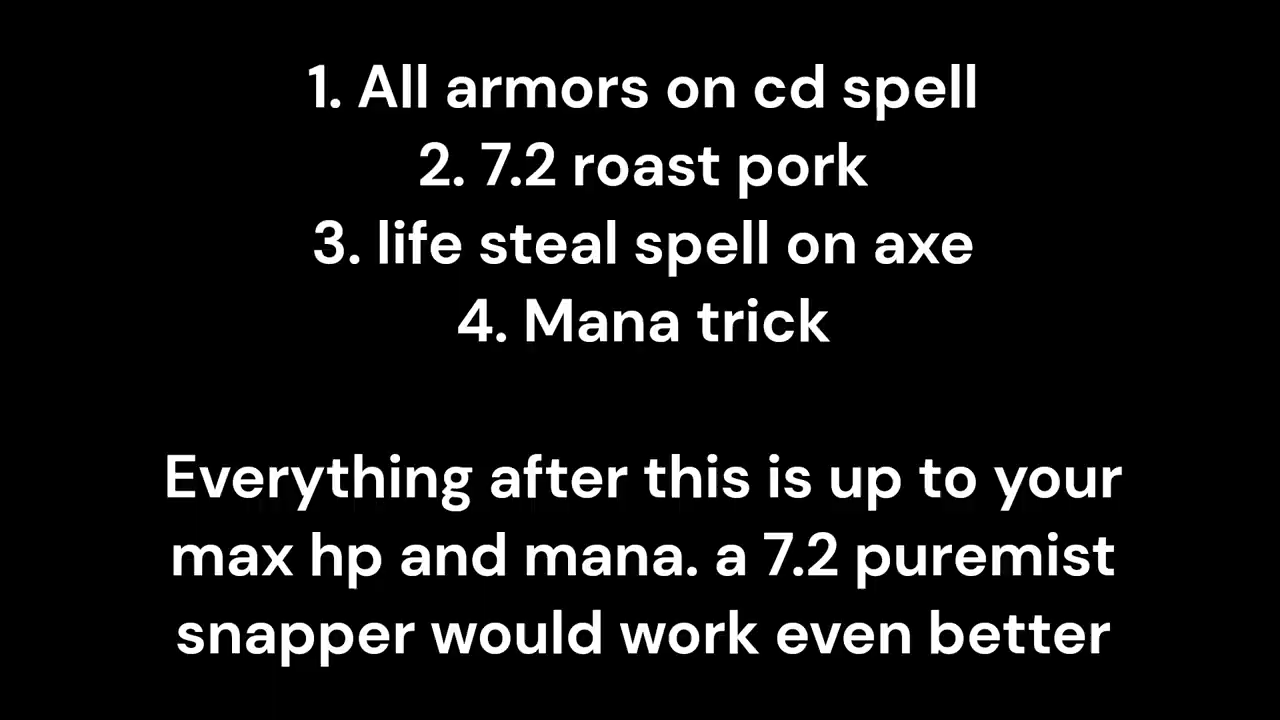 1. All armors on cd spell
2. 7.2 roast pork
3. life steal spell on axe
4. Mana trick
Everything after this is up to your
max hp and mana. a 7.2 puremist
snapper would work even better